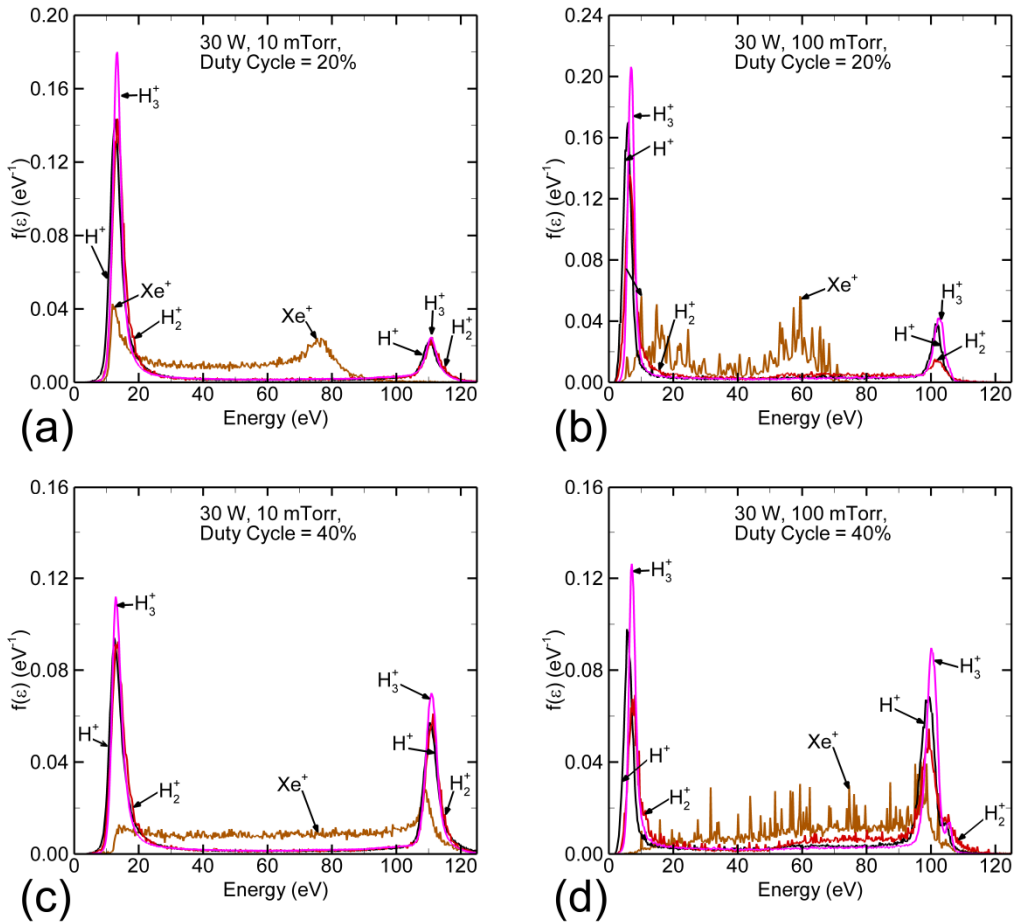 30 W, 10 mTorr,
Duty Cycle = 20%
f(ε) (eV⁻¹)
0.20
0.16
0.12
0.08
0.04
0.00
H₃⁺
H⁺
Xe⁺
H₂⁺
Xe⁺
H⁺
H₃⁺
H₂⁺
0 20 40 60 80 100 120
Energy (eV)
(a)
30 W, 100 mTorr,
Duty Cycle = 20%
f(ε) (eV⁻¹)
0.24
0.20
0.16
0.12
0.08
0.04
0.00
H₃⁺
H⁺
H₂⁺
Xe⁺
H₃⁺
H⁺
H₂⁺
0 20 40 60 80 100 120
Energy (eV)
(b)
30 W, 10 mTorr,
Duty Cycle = 40%
f(ε) (eV⁻¹)
0.16
0.12
0.08
0.04
0.00
H₃⁺
H⁺
H₂⁺
Xe⁺
H₃⁺
H⁺
H₂⁺
0 20 40 60 80 100 120
Energy (eV)
(c)
30 W, 100 mTorr,
Duty Cycle = 40%
f(ε) (eV⁻¹)
0.16
0.12
0.08
0.04
0.00
H₃⁺
H⁺
H₂⁺
Xe⁺
H⁺
H₃⁺
H₂⁺
0 20 40 60 80 100 120
Energy (eV)
(d)